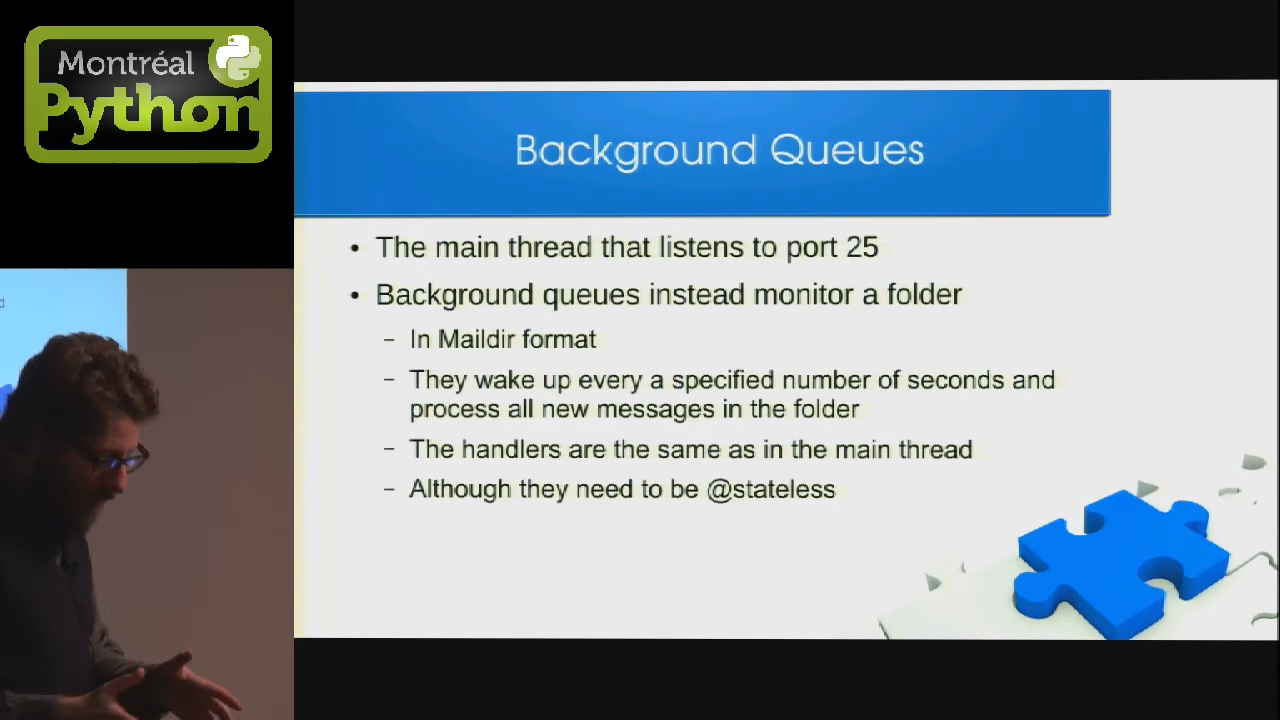 Montréal
Python
Background Queues
• The main thread that listens to port 25
• Background queues instead monitor a folder
– In Maildir format
– They wake up every a specified number of seconds and
process all new messages in the folder
– The handlers are the same as in the main thread
– Although they need to be @stateless